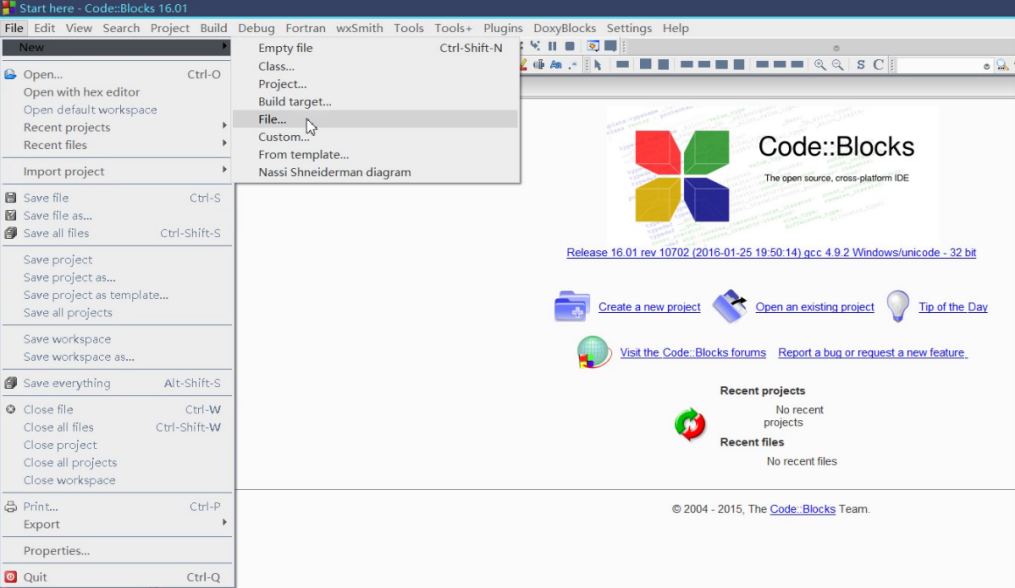 Start here - Code::Blocks 16.01
File Edit View Search Project Build Debug Fortran wxSmith Tools Tools+ Plugins DoxyBlocks Settings Help
New
Empty file Ctrl-Shift-N
Class...
Project...
Build target...
File...
Custom...
From template...
Nassi Shneiderman diagram
Open... Ctrl-O
Open with hex editor
Open default workspace
Recent projects
Recent files
Import project
Save file Ctrl-S
Save file as...
Save all files Ctrl-Shift-S
Save project
Save project as...
Save project as template...
Save all projects
Save workspace
Save workspace as...
Save everything Alt-Shift-S
Close file Ctrl-W
Close all files Ctrl-Shift-W
Close project
Close all projects
Close workspace
Print... Ctrl-P
Export
Properties...
Quit Ctrl-Q
S C
Code::Blocks
The open source, cross-platform IDE
Release 16.01 rev 10702 (2016-01-25 19:50:14) gcc 4.9.2 Windows/unicode - 32 bit
Create a new project Open an existing project Tip of the Day
Visit the Code::Blocks forums Report a bug or request a new feature
Recent projects
No recent
projects
Recent files
No recent files
© 2004 - 2015, The Code::Blocks Team.